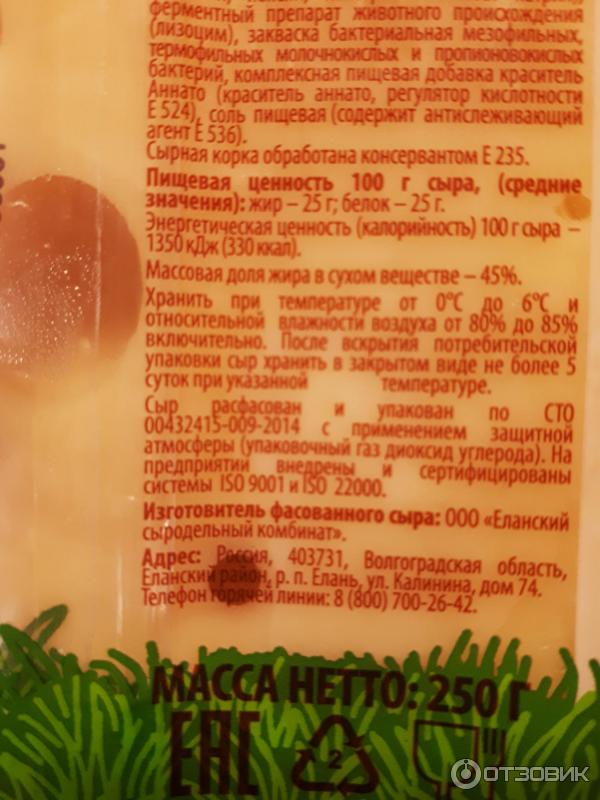 ферментный препарат животного происхождения
(лизоцим), закваска бактериальная мезофильных,
термофильных молочнокислых и пропионовокислых
бактерий, комплексная пищевая добавка краситель
Аннато (краситель аннато, регулятор кислотности
Е 524), соль пищевая (содержит антислеживающий
агент Е 536).
Сырная корка обработана консервантом Е 235.
Пищевая ценность 100 г сыра, (средние
значения): жир – 25 г; белок – 25 г.
Энергетическая ценность (калорийность) 100 г сыра –
1350 кДж (330 ккал).
Массовая доля жира в сухом веществе – 45%.
Хранить при температуре от 0°С до 6°С и
относительной влажности воздуха от 80% до 85%
включительно. После вскрытия потребительской
упаковки сыр хранить в закрытом виде не более 5
суток при указанной температуре.
Сыр расфасован и упакован по СТО
00432415-009-2014 с применением защитной
атмосферы (упаковочный газ диоксид углерода). На
предприятии внедрены и сертифицированы
системы ISO 9001 и ISO 22000.
Изготовитель фасованного сыра: ООО «Еланский
сыродельный комбинат».
Адрес: Россия, 403731, Волгоградская область,
Еланский район, р. п. Елань, ул. Калинина, дом 74.
Телефон горячей линии: 8 (800) 700-26-42.
МАССА НЕТТО: 250 Г
ЕАС
2
ОТЗОВИК